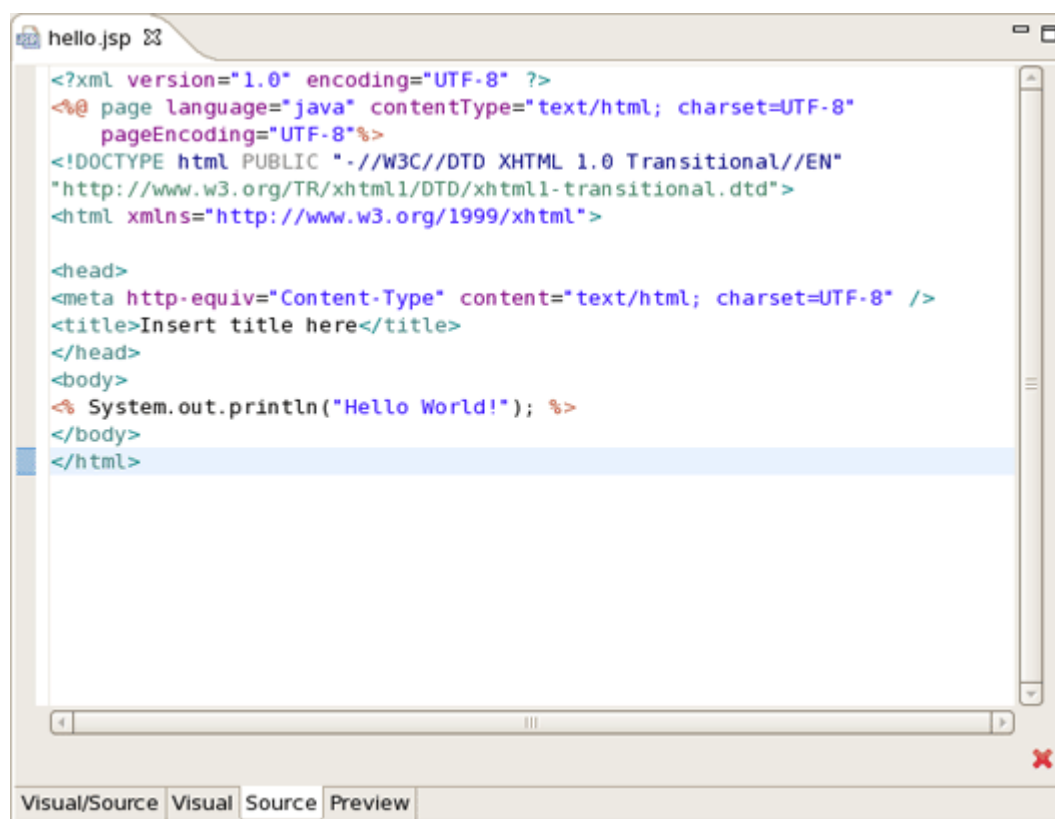 hello.jsp
<?xml version="1.0" encoding="UTF-8" ?>
<%@ page language="java" contentType="text/html; charset=UTF-8"
    pageEncoding="UTF-8"%>
<!DOCTYPE html PUBLIC "-//W3C//DTD XHTML 1.0 Transitional//EN"
"http://www.w3.org/TR/xhtml1/DTD/xhtml1-transitional.dtd">
<html xmlns="http://www.w3.org/1999/xhtml">
<head>
<meta http-equiv="Content-Type" content="text/html; charset=UTF-8" />
<title>Insert title here</title>
</head>
<body>
<% System.out.println("Hello World!"); %>
</body>
</html>
Visual/Source Visual Source Preview